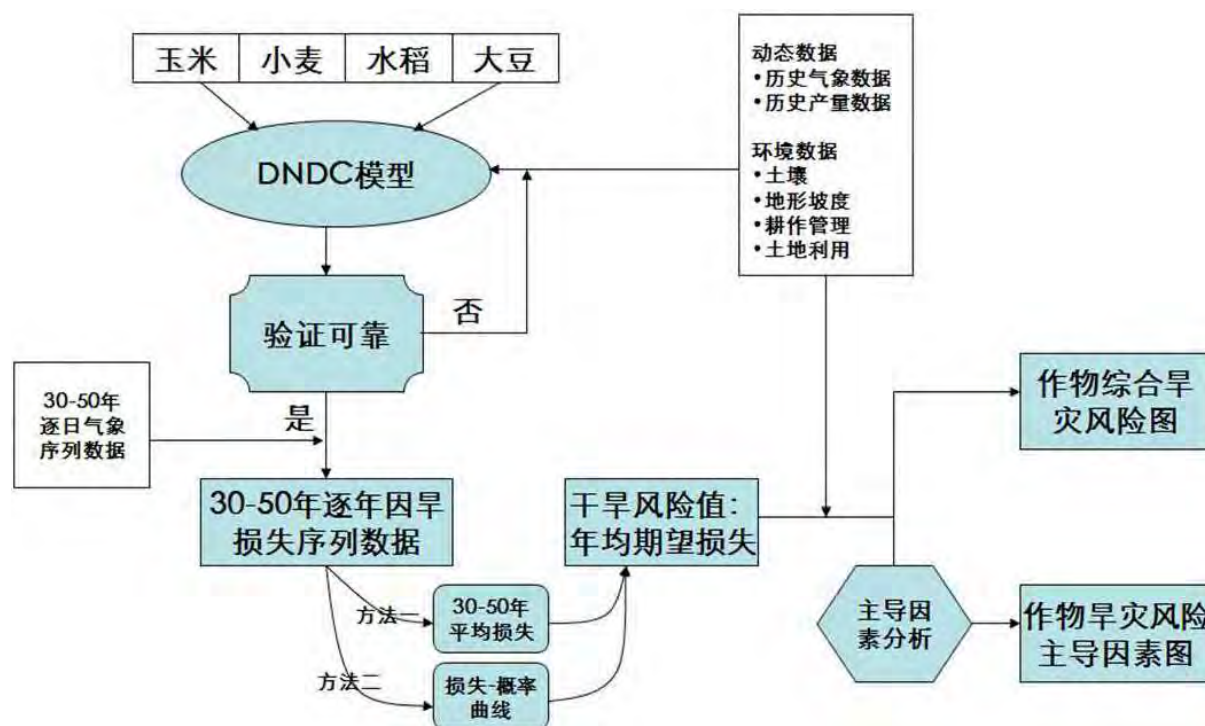 玉米 小麦 水稻 大豆
动态数据
•历史气象数据
•历史产量数据
环境数据
•土壤
•地形坡度
•耕作管理
•土地利用
DNDC模型
验证可靠
否
是
30-50年
逐日气象
序列数据
30-50年逐年因旱
损失序列数据
方法一
30-50年
平均损失
方法二
损失-概率
曲线
干旱风险值:
年均期望损失
作物综合旱
灾风险图
主导因
素分析
作物旱灾风险
主导因素图